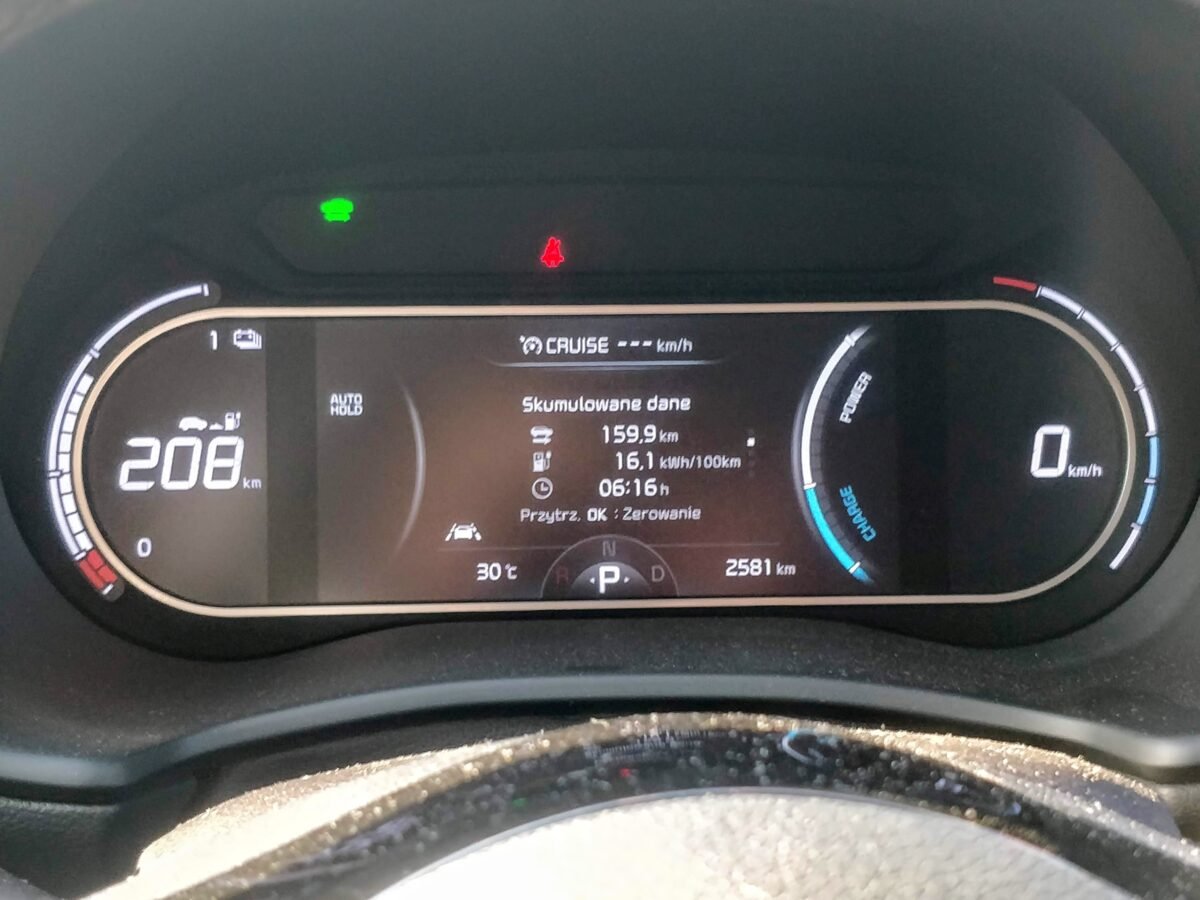 CRUISE --- km/h
1
AUTO
HOLD
Skumulowane dane
159,9 km
16,1 kWh/100km
06:16 h
Przytrz. OK : Zerowanie
208 km
0
POWER
CHARGE
0 km/h
30 °C
N
R P D
2581 km